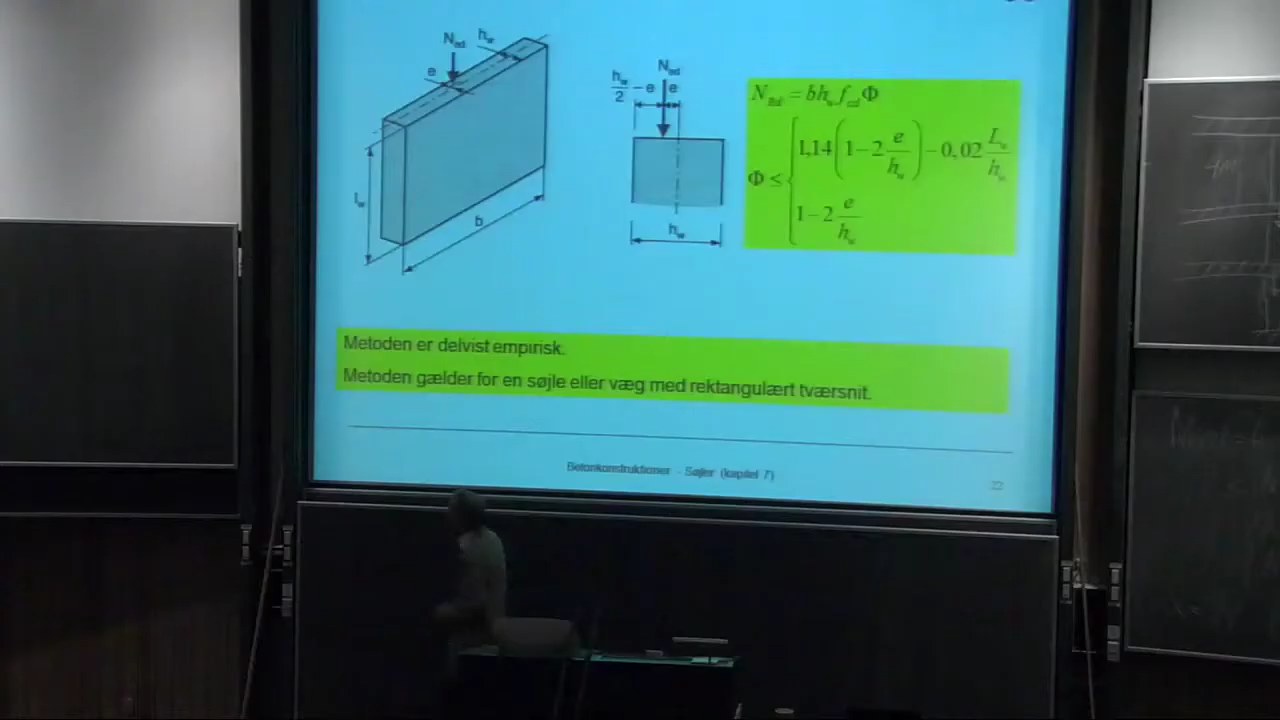 N_ed
h_w
e
l_w
b
N_ed
h_w/2 - e
e
h_w
N_Rd = bh_w f_cd Φ
Φ ≤ { 1,14 (1 - 2 e/h_w) - 0,02 L_w/h_w
1 - 2 e/h_w
Metoden er delvist empirisk.
Metoden gælder for en søjle eller væg med rektangulært tværsnit.
Betonkonstruktioner - Søjler (kapitel 7)
22